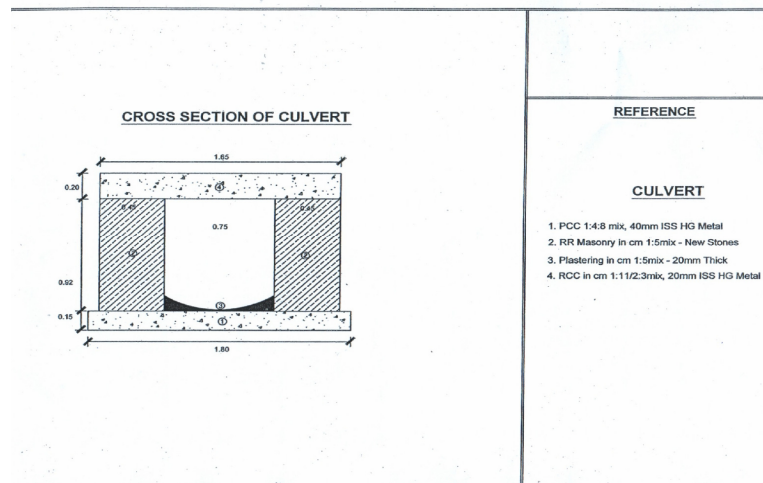 CROSS SECTION OF CULVERT
1.65
0.20
④
0.45
0.45
0.75
②
②
0.92
③
0.15
①
1.80
REFERENCE
CULVERT
1. PCC 1:4:8 mix, 40mm ISS HG Metal
2. RR Masonry in cm 1:5mix - New Stones
3. Plastering in cm 1:5mix - 20mm Thick
4. RCC in cm 1:11/2:3mix, 20mm ISS HG Metal